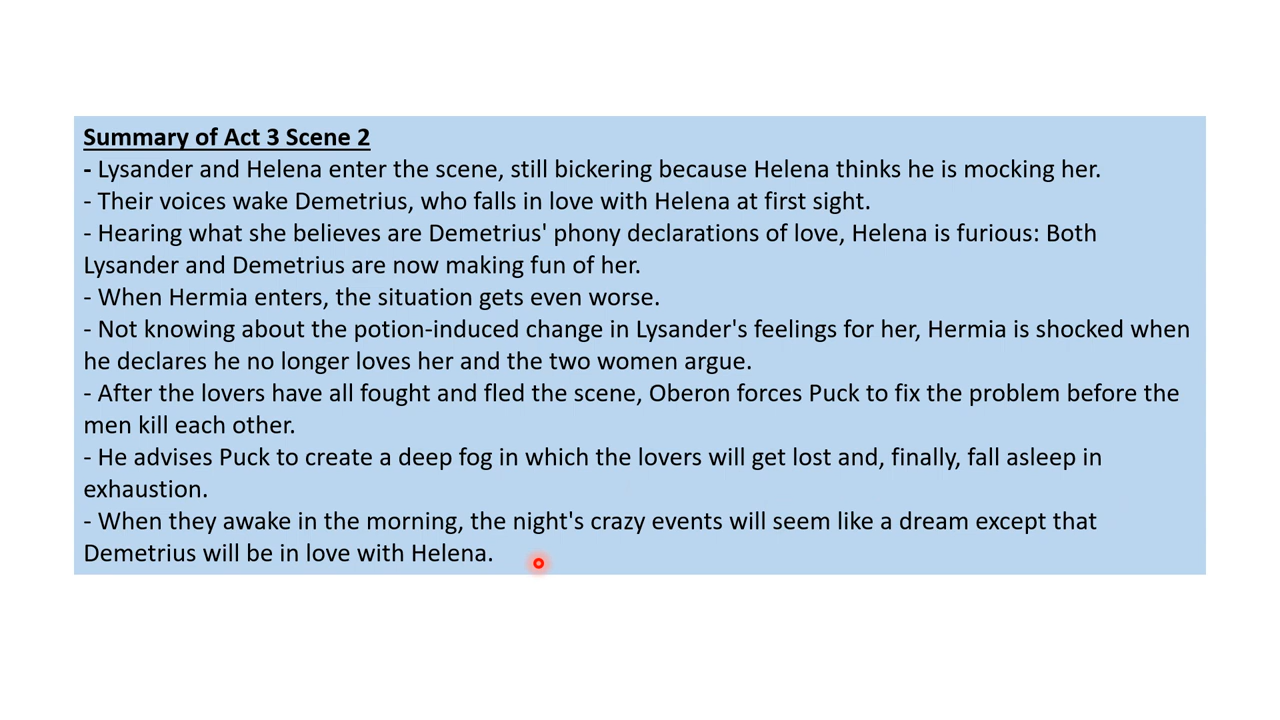 Summary of Act 3 Scene 2
- Lysander and Helena enter the scene, still bickering because Helena thinks he is mocking her.
- Their voices wake Demetrius, who falls in love with Helena at first sight.
- Hearing what she believes are Demetrius' phony declarations of love, Helena is furious: Both
Lysander and Demetrius are now making fun of her.
- When Hermia enters, the situation gets even worse.
- Not knowing about the potion-induced change in Lysander's feelings for her, Hermia is shocked when
he declares he no longer loves her and the two women argue.
- After the lovers have all fought and fled the scene, Oberon forces Puck to fix the problem before the
men kill each other.
- He advises Puck to create a deep fog in which the lovers will get lost and, finally, fall asleep in
exhaustion.
- When they awake in the morning, the night's crazy events will seem like a dream except that
Demetrius will be in love with Helena.